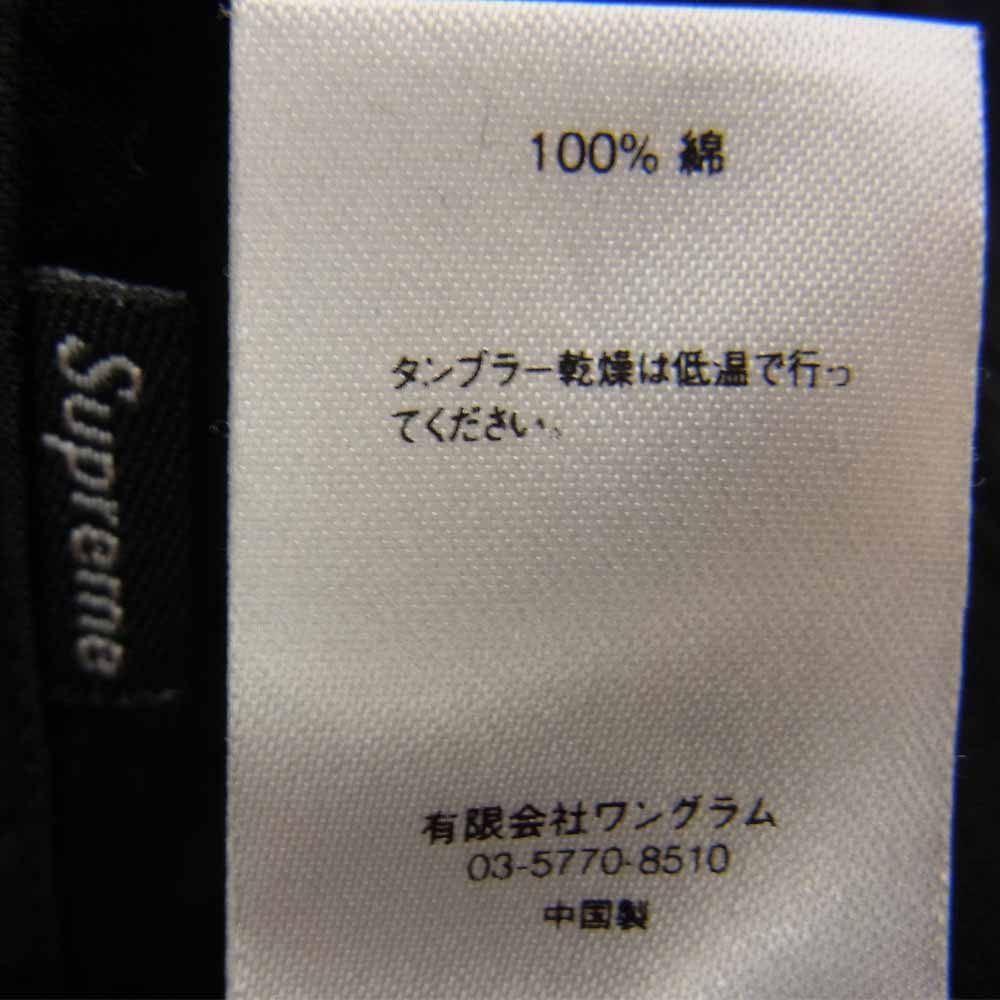 Supreme
100% 綿
タンブラー乾燥は低温で行っ
てください。
有限会社ワングラム
03-5770-8510
中国製